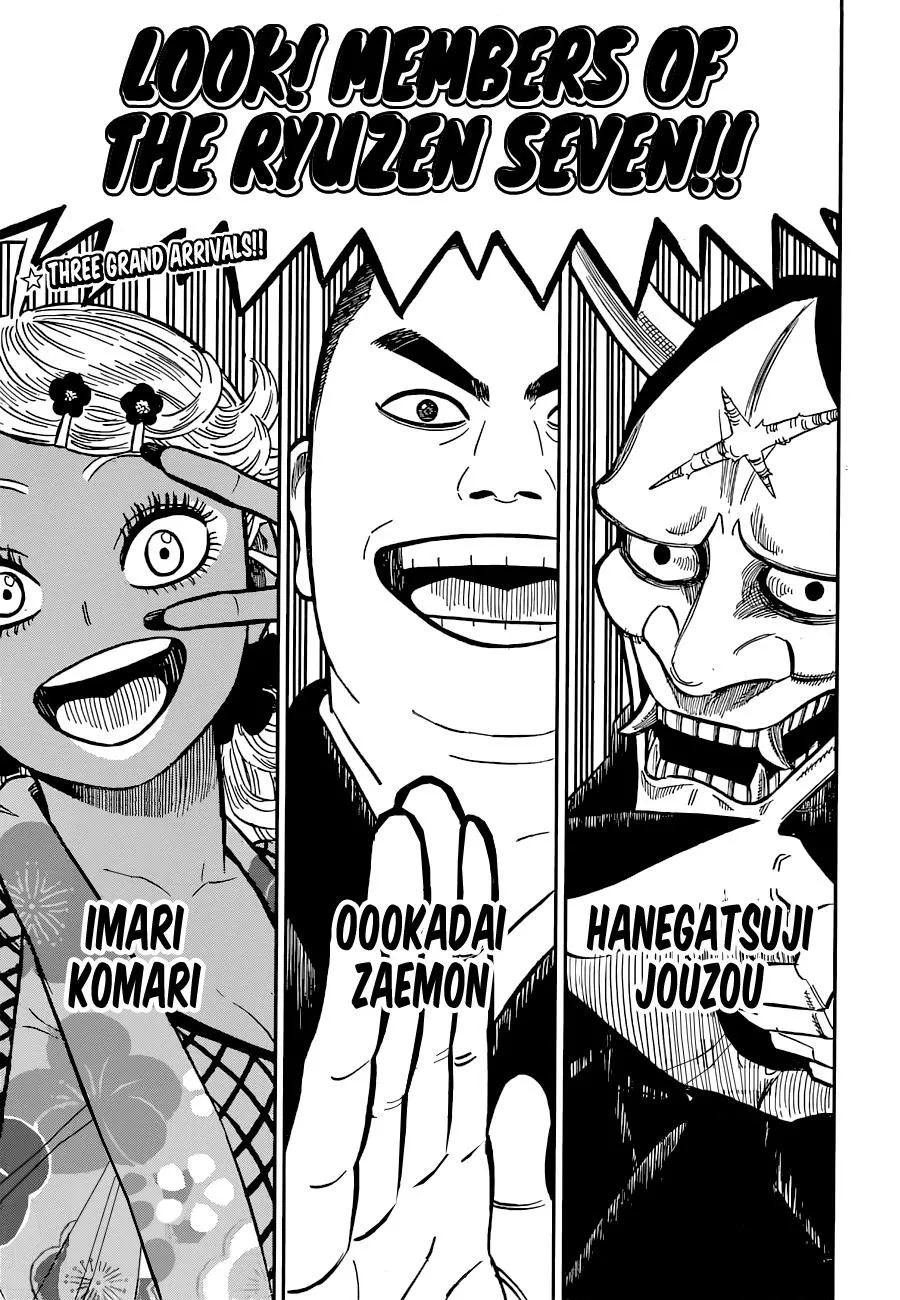 LOOK! MEMBERS OF
THE RYUZEN SEVEN!!
☆ THREE GRAND ARRIVALS!!
IMARI
KOMARI
OOOKADAI
ZAEMON
HANEGATSUJI
JOUZOU